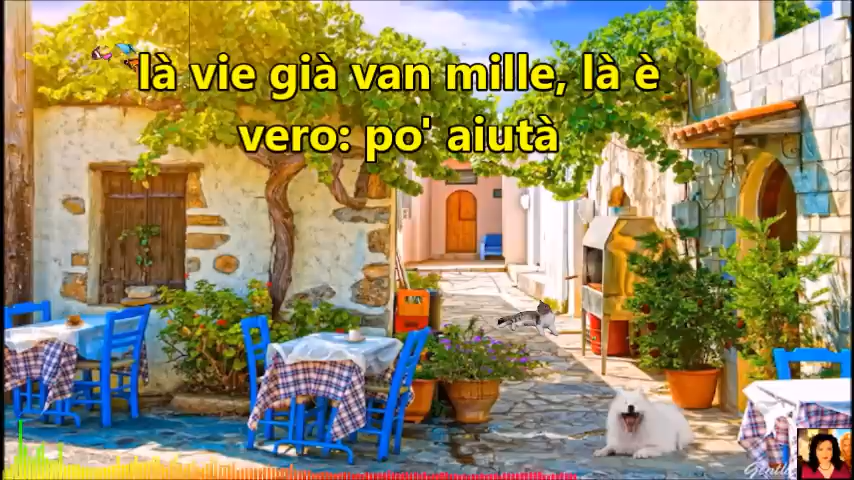 là vie già van mille, là è
vero: po' aiutà